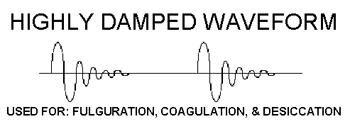 HIGHLY DAMPED WAVEFORM
USED FOR: FULGURATION, COAGULATION, & DESICCATION